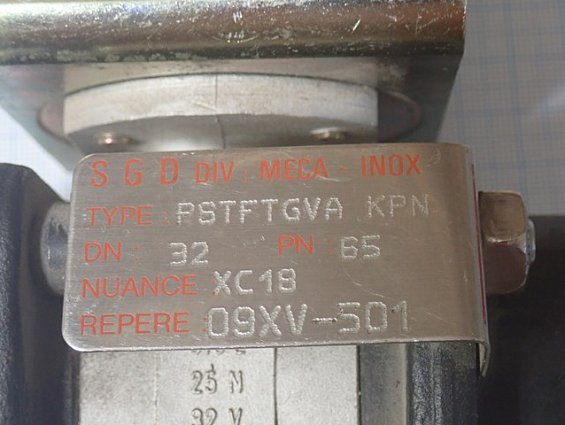 S G D DIV MECA - INOX
TYPE : PSTFTGVA KPN
DN : 32 PN : 65
NUANCE XC18
REPERE : 09XV-501
25 N
32 V